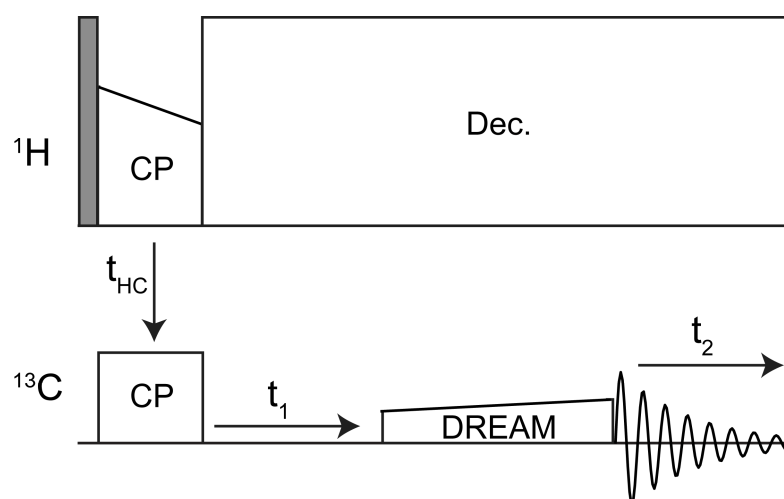 Dec.
¹H
CP
t_HC
t₂
¹³C
CP
t₁
DREAM